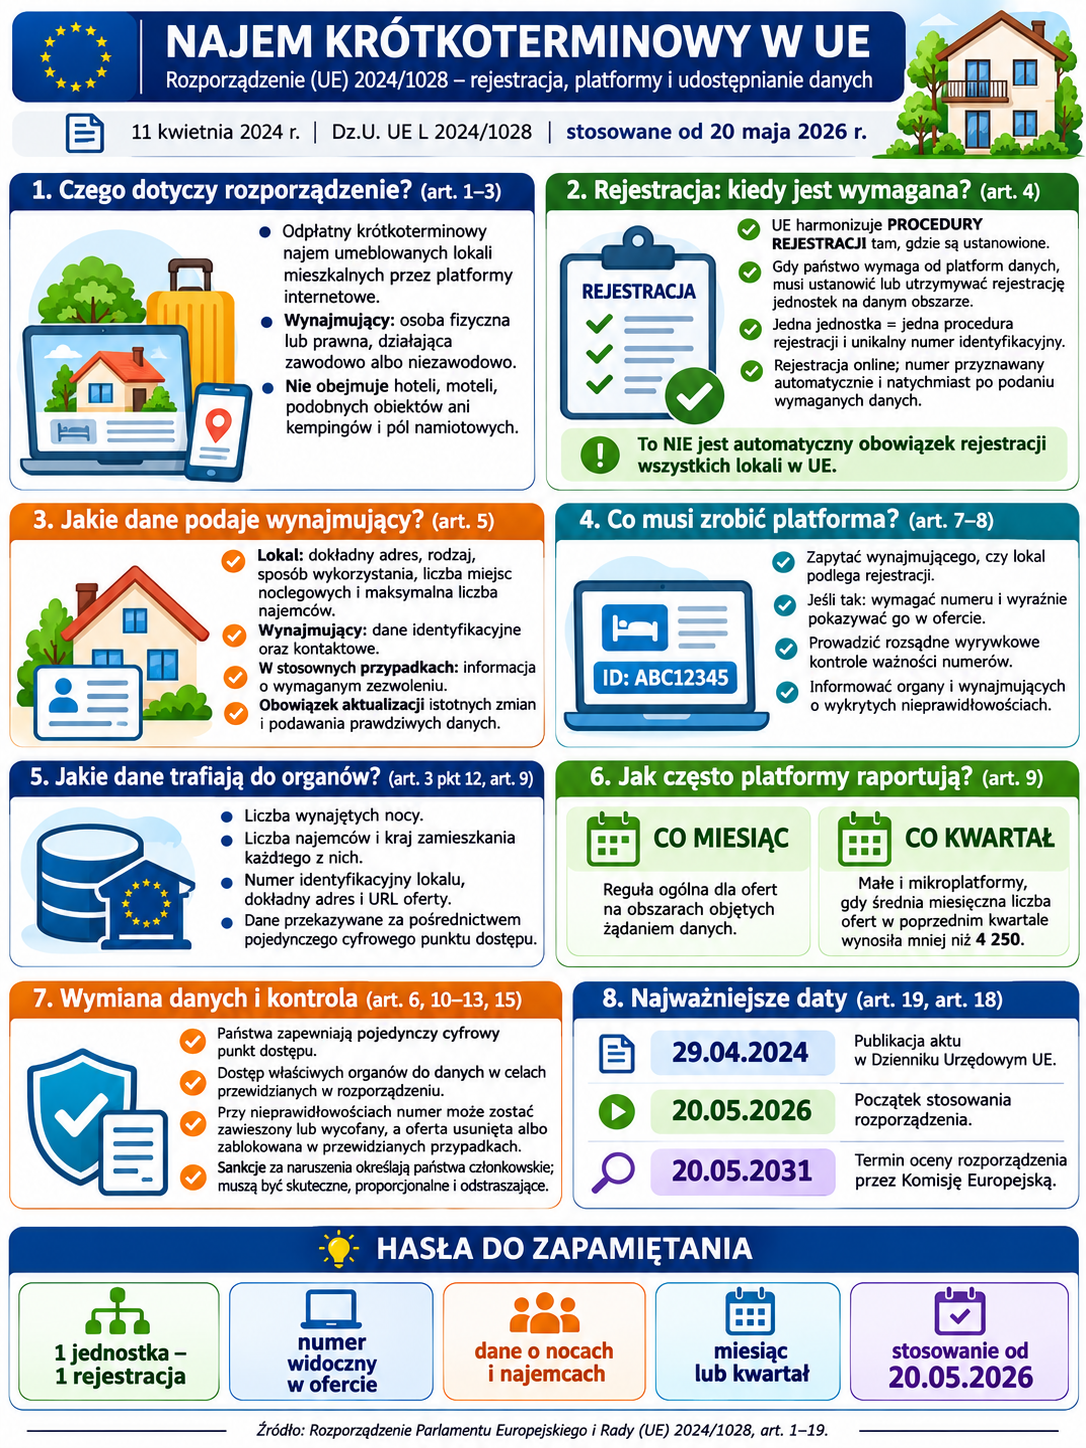 NAJEM KRÓTKOTERMINOWY W UE
Rozporządzenie (UE) 2024/1028 – rejestracja, platformy i udostępnianie danych
11 kwietnia 2024 r. | Dz.U. UE L 2024/1028 | stosowane od 20 maja 2026 r.
1. Czego dotyczy rozporządzenie? (art. 1–3)
Odpłatny krótkoterminowy
najem umeblowanych lokali
mieszkalnych przez platformy
internetowe.
Wynajmujący: osoba fizyczna
lub prawna, działająca
zawodowo albo niezawodowo.
Nie obejmuje hoteli, moteli,
podobnych obiektów ani
kempingów i pól namiotowych.
2. Rejestracja: kiedy jest wymagana? (art. 4)
REJESTRACJA
UE harmonizuje PROCEDURY
REJESTRACJI tam, gdzie są ustanowione.
Gdy państwo wymaga od platform danych,
musi ustanowić lub utrzymywać rejestrację
jednostek na danym obszarze.
Jedna jednostka = jedna procedura
rejestracji i unikalny numer identyfikacyjny.
Rejestracja online; numer przyznawany
automatycznie i natychmiast po podaniu
wymaganych danych.
To NIE jest automatyczny obowiązek rejestracji
wszystkich lokali w UE.
3. Jakie dane podaje wynajmujący? (art. 5)
Lokal: dokładny adres, rodzaj,
sposób wykorzystania, liczba miejsc
noclegowych i maksymalna liczba
najemców.
Wynajmujący: dane identyfikacyjne
oraz kontaktowe.
W stosownych przypadkach: informacja
o wymaganym zezwoleniu.
Obowiązek aktualizacji istotnych zmian
i podawania prawdziwych danych.
4. Co musi zrobić platforma? (art. 7–8)
ID: ABC12345
Zapytać wynajmującego, czy lokal
podlega rejestracji.
Jeśli tak: wymagać numeru i wyraźnie
pokazywać go w ofercie.
Prowadzić rozsądne wyrywkowe
kontrole ważności numerów.
Informować organy i wynajmujących
o wykrytych nieprawidłowościach.
5. Jakie dane trafiają do organów? (art. 3 pkt 12, art. 9)
Liczba wynajętych nocy.
Liczba najemców i kraj zamieszkania
każdego z nich.
Numer identyfikacyjny lokalu,
dokładny adres i URL oferty.
Dane przekazywane za pośrednictwem
pojedynczego cyfrowego punktu dostępu.
6. Jak często platformy raportują? (art. 9)
CO MIESIĄC
Reguła ogólna dla ofert
na obszarach objętych
żądaniem danych.
CO KWARTAŁ
Małe i mikroplatformy,
gdy średnia miesięczna liczba
ofert w poprzednim kwartale
wynosiła mniej niż 4 250.
7. Wymiana danych i kontrola (art. 6, 10–13, 15)
Państwa zapewniają pojedynczy cyfrowy
punkt dostępu.
Dostęp właściwych organów do danych w celach
przewidzianych w rozporządzeniu.
Przy nieprawidłowościach numer może zostać
zawieszony lub wycofany, a oferta usunięta albo
zablokowana w przewidzianych przypadkach.
Sankcje za naruszenia określają państwa członkowskie;
muszą być skuteczne, proporcjonalne i odstraszające.
8. Najważniejsze daty (art. 19, art. 18)
29.04.2024
Publikacja aktu
w Dzienniku Urzędowym UE.
20.05.2026
Początek stosowania
rozporządzenia.
20.05.2031
Termin oceny rozporządzenia
przez Komisję Europejską.
HASŁA DO ZAPAMIĘTANIA
1 jednostka –
1 rejestracja
numer
widoczny
w ofercie
dane o nocach
i najemcach
miesiąc
lub kwartał
stosowanie od
20.05.2026
Źródło: Rozporządzenie Parlamentu Europejskiego i Rady (UE) 2024/1028, art. 1–19.